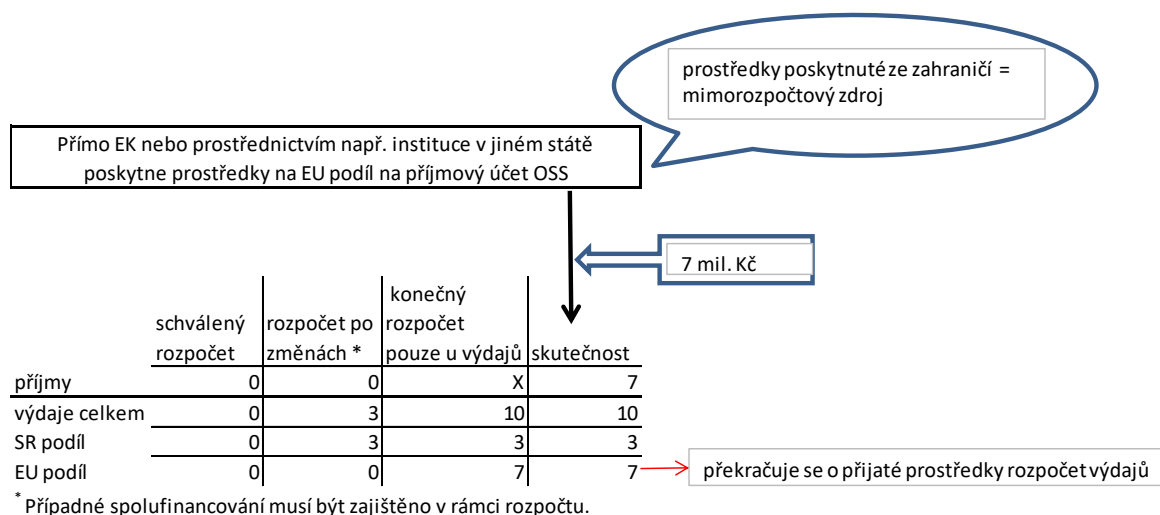 prostředky poskytnuté ze zahraničí =
mimorozpočtový zdroj
Přímo EK nebo prostřednictvím např. instituce v jiném státě
poskytne prostředky na EU podíl na příjmový účet OSS
7 mil. Kč
schválený rozpočet | rozpočet po změnách * | konečný rozpočet pouze u výdajů | skutečnost
příjmy 0 0 X 7
výdaje celkem 0 3 10 10
SR podíl 0 3 3 3
EU podíl 0 0 7 7
překračuje se o přijaté prostředky rozpočet výdajů
* Případné spolufinancování musí být zajištěno v rámci rozpočtu.